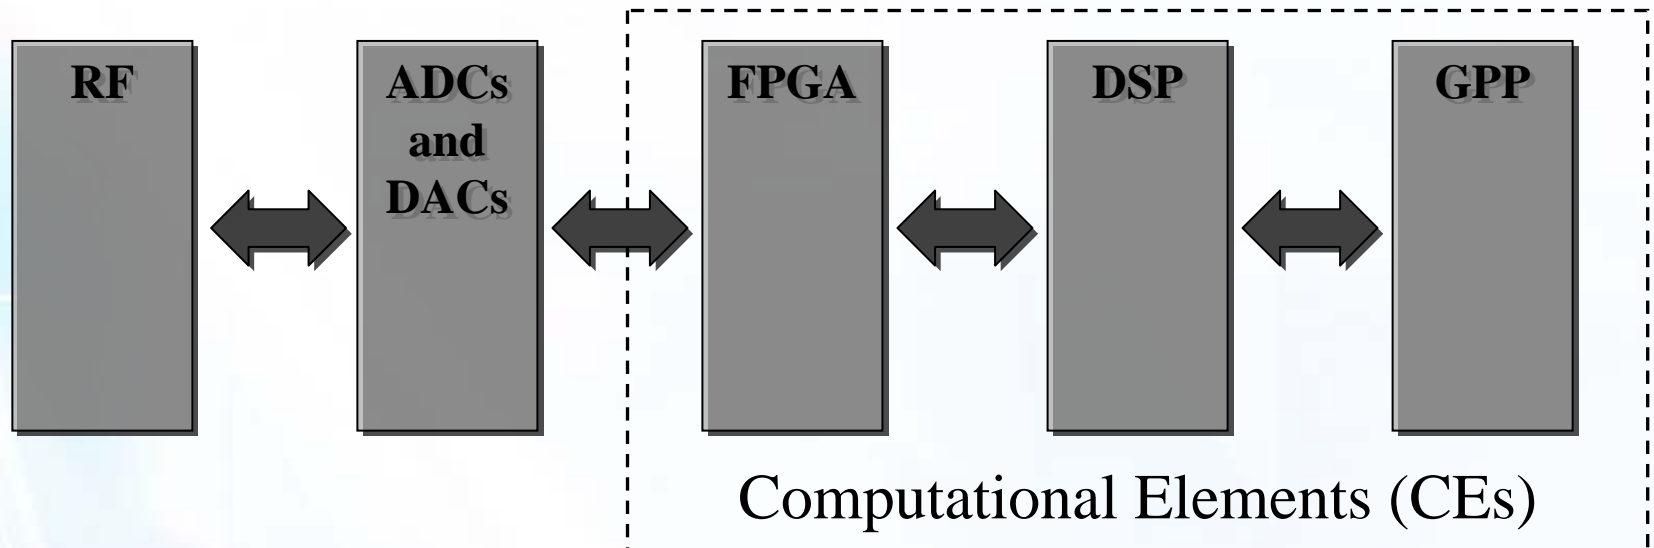 RF
ADCs
and
DACs
FPGA
DSP
GPP
Computational Elements (CEs)